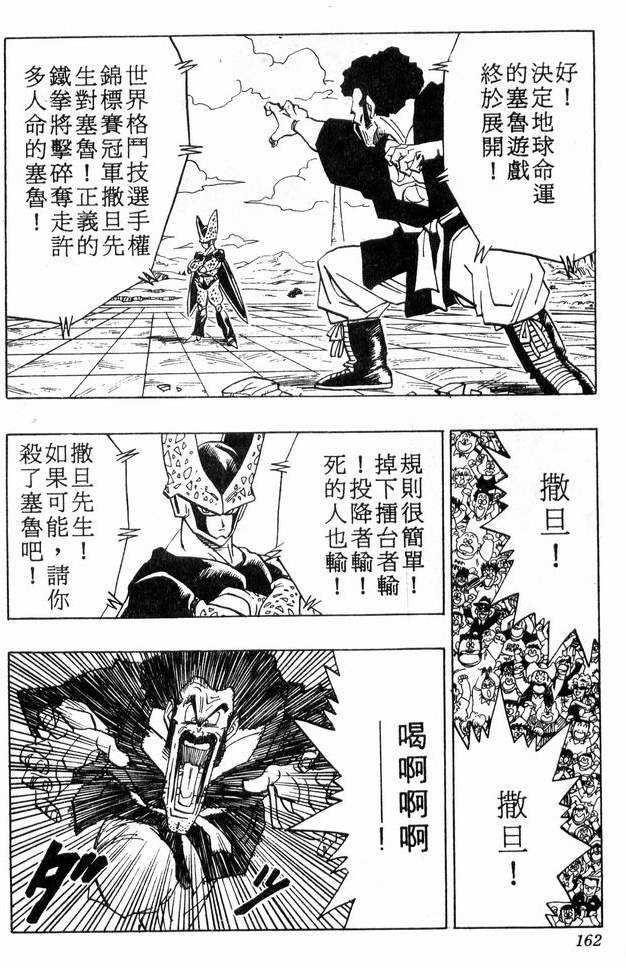 好！
決定地球命運
的塞魯遊戲
終於展開！
世界格鬥技選手權
錦標賽冠軍撒旦先
生對塞魯！正義的
鐵拳將擊碎奪走許
多人命的塞魯！
撒旦！
撒旦！
規則很簡單！
掉下擂台者輸
！投降者輸！
死的人也輸！
撒旦先生！
如果可能，請你
殺了塞魯吧！
喝啊啊啊啊
——！
ダッ
162